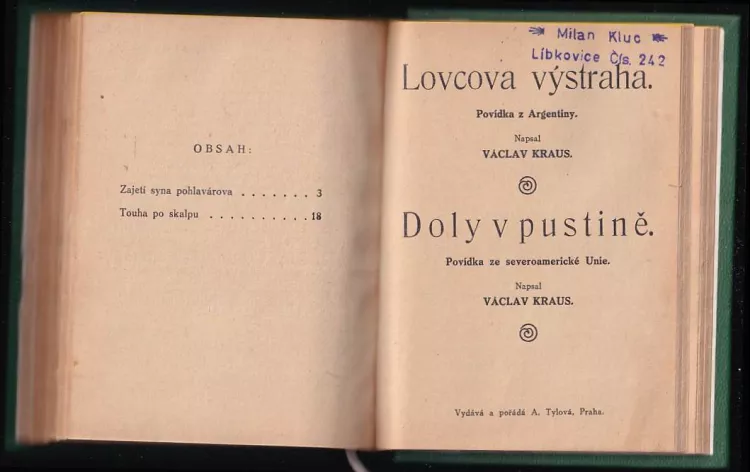 OBSAH:
Zajetí syna pohlavárova . . . . . . . 3
Touha po skalpu . . . . . . . . . . 18
Milan Kluc
Libkovice Čís. 242
Lovcova výstraha.
Povídka z Argentiny.
Napsal
VÁCLAV KRAUS.
Doly v pustině.
Povídka ze severoamerické Unie.
Napsal
VÁCLAV KRAUS.
Vydává a pořádá A. Tylová, Praha.